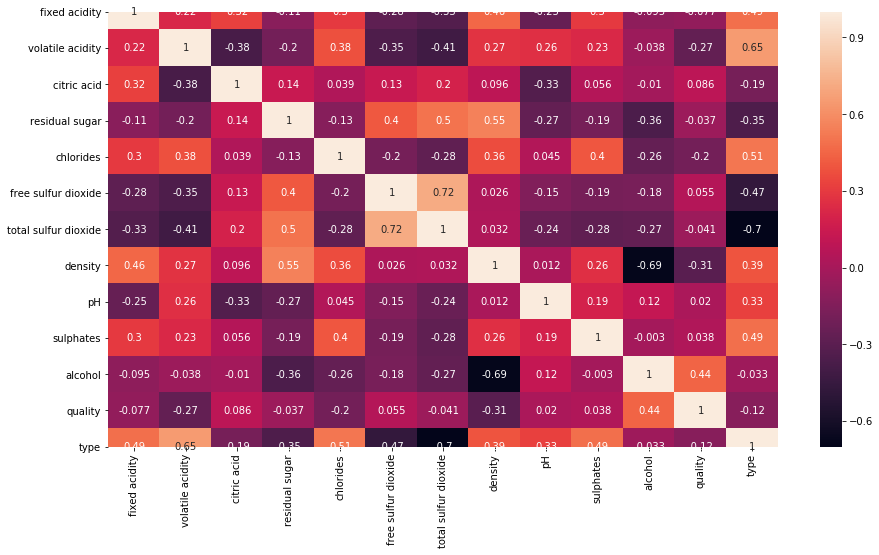 fixed acidity 1 0.22 0.32 -0.11 0.3 -0.28 -0.33 0.46 -0.25 0.3 -0.095 -0.077 0.49
volatile acidity 0.22 1 -0.38 -0.2 0.38 -0.35 -0.41 0.27 0.26 0.23 -0.038 -0.27 0.65
citric acid 0.32 -0.38 1 0.14 0.039 0.13 0.2 0.096 -0.33 0.056 -0.01 0.086 -0.19
residual sugar -0.11 -0.2 0.14 1 -0.13 0.4 0.5 0.55 -0.27 -0.19 -0.36 -0.037 -0.35
chlorides 0.3 0.38 0.039 -0.13 1 -0.2 -0.28 0.36 0.045 0.4 -0.26 -0.2 0.51
free sulfur dioxide -0.28 -0.35 0.13 0.4 -0.2 1 0.72 0.026 -0.15 -0.19 -0.18 0.055 -0.47
total sulfur dioxide -0.33 -0.41 0.2 0.5 -0.28 0.72 1 0.032 -0.24 -0.28 -0.27 -0.041 -0.7
density 0.46 0.27 0.096 0.55 0.36 0.026 0.032 1 0.012 0.26 -0.69 -0.31 0.39
pH -0.25 0.26 -0.33 -0.27 0.045 -0.15 -0.24 0.012 1 0.19 0.12 0.02 0.33
sulphates 0.3 0.23 0.056 -0.19 0.4 -0.19 -0.28 0.26 0.19 1 -0.003 0.038 0.49
alcohol -0.095 -0.038 -0.01 -0.36 -0.26 -0.18 -0.27 -0.69 0.12 -0.003 1 0.44 -0.033
quality -0.077 -0.27 0.086 -0.037 -0.2 0.055 -0.041 -0.31 0.02 0.038 0.44 1 -0.12
type 0.49 0.65 -0.19 -0.35 0.51 -0.47 -0.7 0.39 0.33 0.49 -0.033 -0.12 1
fixed acidity
volatile acidity
citric acid
residual sugar
chlorides
free sulfur dioxide
total sulfur dioxide
density
pH
sulphates
alcohol
quality
type
0.9
0.6
0.3
0.0
−0.3
−0.6